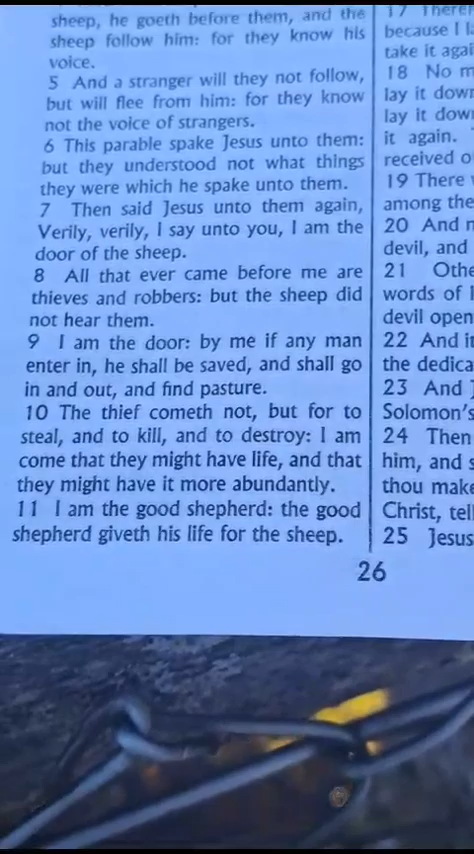 sheep, he goeth before them, and the
sheep follow him: for they know his
voice.
5 And a stranger will they not follow,
but will flee from him: for they know
not the voice of strangers.
6 This parable spake Jesus unto them:
but they understood not what things
they were which he spake unto them.
7 Then said Jesus unto them again,
Verily, verily, I say unto you, I am the
door of the sheep.
8 All that ever came before me are
thieves and robbers: but the sheep did
not hear them.
9 I am the door: by me if any man
enter in, he shall be saved, and shall go
in and out, and find pasture.
10 The thief cometh not, but for to
steal, and to kill, and to destroy: I am
come that they might have life, and that
they might have it more abundantly.
11 I am the good shepherd: the good
shepherd giveth his life for the sheep.
17
because I
take it
18 No
lay it down
lay it
it again.
received
19 There
among the
20 And
devil, and
21
words of
devil open
22 And
the
23 And
Solomon's
24 Then
him, and
thou
Christ,
25 Jesus
26